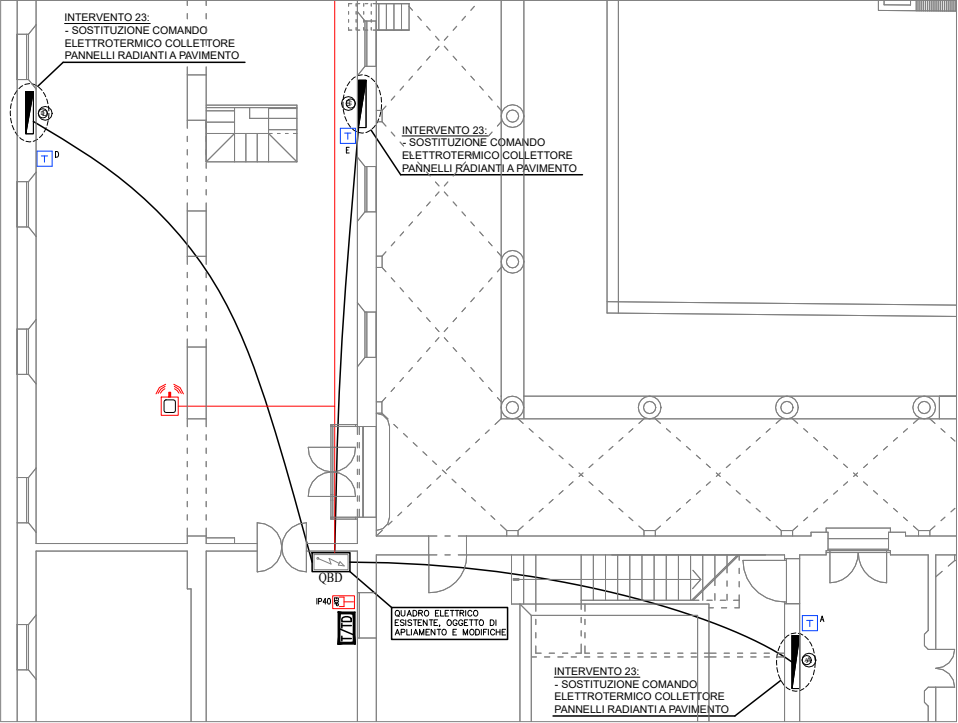 INTERVENTO 23:
- SOSTITUZIONE COMANDO
ELETTROTERMICO COLLETTORE
PANNELLI RADIANTI A PAVIMENTO
T D
INTERVENTO 23:
- SOSTITUZIONE COMANDO
ELETTROTERMICO COLLETTORE
PANNELLI RADIANTI A PAVIMENTO
T
E
QBD
IP40
T/TD
QUADRO ELETTRICO
ESISTENTE, OGGETTO DI
APLIAMENTO E MODIFICHE
T A
INTERVENTO 23:
- SOSTITUZIONE COMANDO
ELETTROTERMICO COLLETTORE
PANNELLI RADIANTI A PAVIMENTO